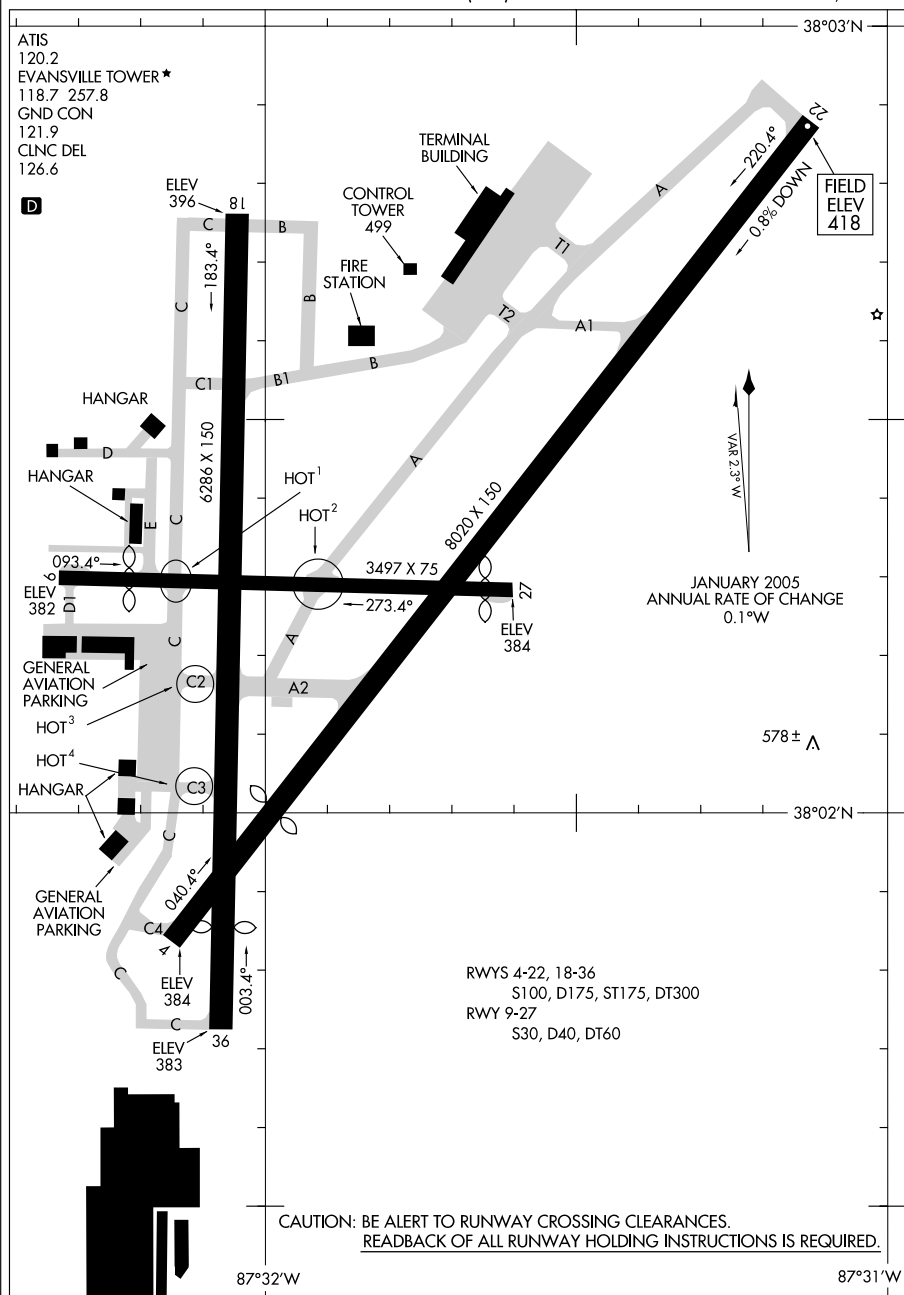 38°03'N
ATIS
120.2
EVANSVILLE TOWER★
118.7 257.8
GND CON
121.9
CLNC DEL
126.6
D
TERMINAL
BUILDING
22
220.4°
A
0.8% DOWN
FIELD
ELEV
418
ELEV
396
18
CONTROL
TOWER
499
C
B
183.4°
T1
FIRE
STATION
C
B
T2
A1
C1
B1
B
HANGAR
VAR 2.3° W
6286 X 150
D
A
HANGAR
HOT1
HOT2
8020 X 150
E
C
093.4°
3497 X 75
9
ELEV
382
D1
273.4°
27
JANUARY 2005
ANNUAL RATE OF CHANGE
0.1°W
ELEV
384
C
A
GENERAL
AVIATION
PARKING
C2
A2
HOT3
578 ±
HOT4
HANGAR
C3
38°02'N
C
040.4°
GENERAL
AVIATION
PARKING
C4
4
003.4°
C
ELEV
384
RWYS 4-22, 18-36
S100, D175, ST175, DT300
RWY 9-27
S30, D40, DT60
C
36
ELEV
383
CAUTION: BE ALERT TO RUNWAY CROSSING CLEARANCES.
READBACK OF ALL RUNWAY HOLDING INSTRUCTIONS IS REQUIRED.
87°32'W
87°31'W